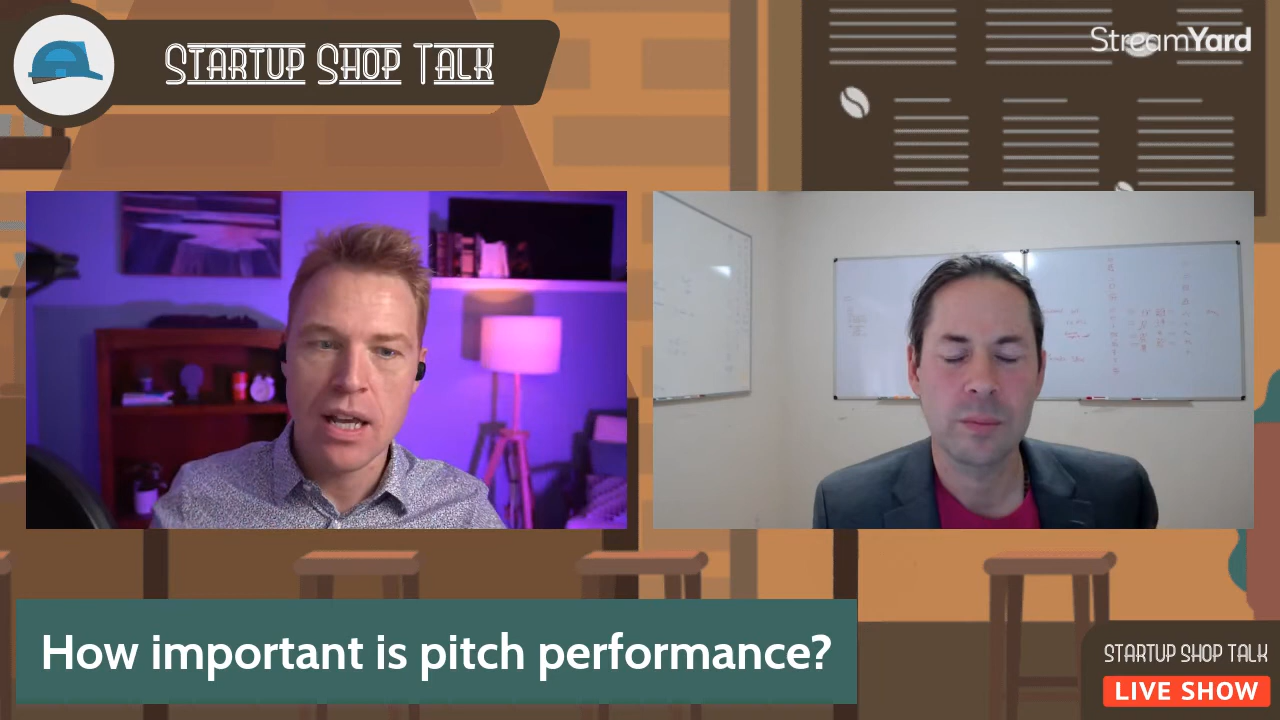 STARTUP SHOP TALK
StreamYard
How important is pitch performance?
STARTUP SHOP TALK
LIVE SHOW